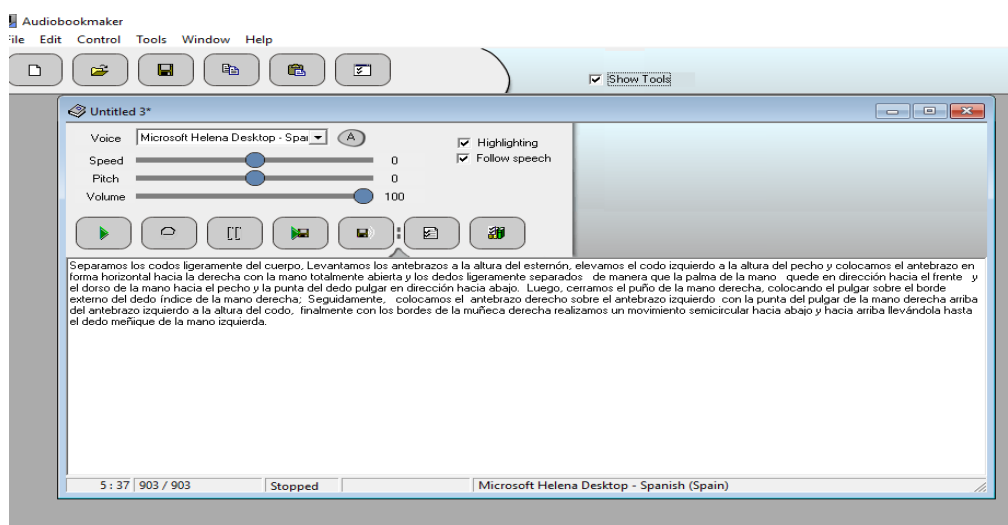 Audiobookmaker
File Edit Control Tools Window Help
Show Tools
Untitled 3*
Voice Microsoft Helena Desktop - Spai A
Highlighting
Speed 0
Follow speech
Pitch 0
Volume 100
Separamos los codos ligeramente del cuerpo, Levantamos los antebrazos a la altura del esternón, elevamos el codo izquierdo a la altura del pecho y colocamos el antebrazo en
forma horizontal hacia la derecha con la mano totalmente abierta y los dedos ligeramente separados de manera que la palma de la mano quede en dirección hacia el frente y
el dorso de la mano hacia el pecho y la punta del dedo pulgar en dirección hacia abajo. Luego, cerramos el puño de la mano derecha, colocando el pulgar sobre el borde
externo del dedo índice de la mano derecha; Seguidamente, colocamos el antebrazo derecho sobre el antebrazo izquierdo con la punta del pulgar de la mano derecha arriba
del antebrazo izquierdo a la altura del codo, finalmente con los bordes de la muñeca derecha realizamos un movimiento semicircular hacia abajo y hacia arriba llevándola hasta
el dedo meñique de la mano izquierda.
5 : 37 903 / 903 Stopped Microsoft Helena Desktop - Spanish (Spain)